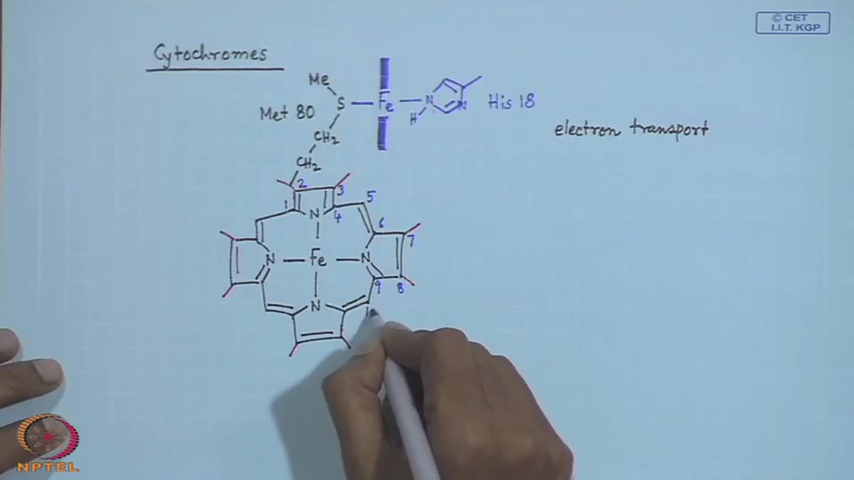 © CET
I.I.T. KGP
Cytochromes
Me
Met 80
S
Fe
N
N
H
His 18
electron transport
CH2
CH2
2
3
1
4
5
N
6
7
N
Fe
N
9
8
N
1
NPTEL